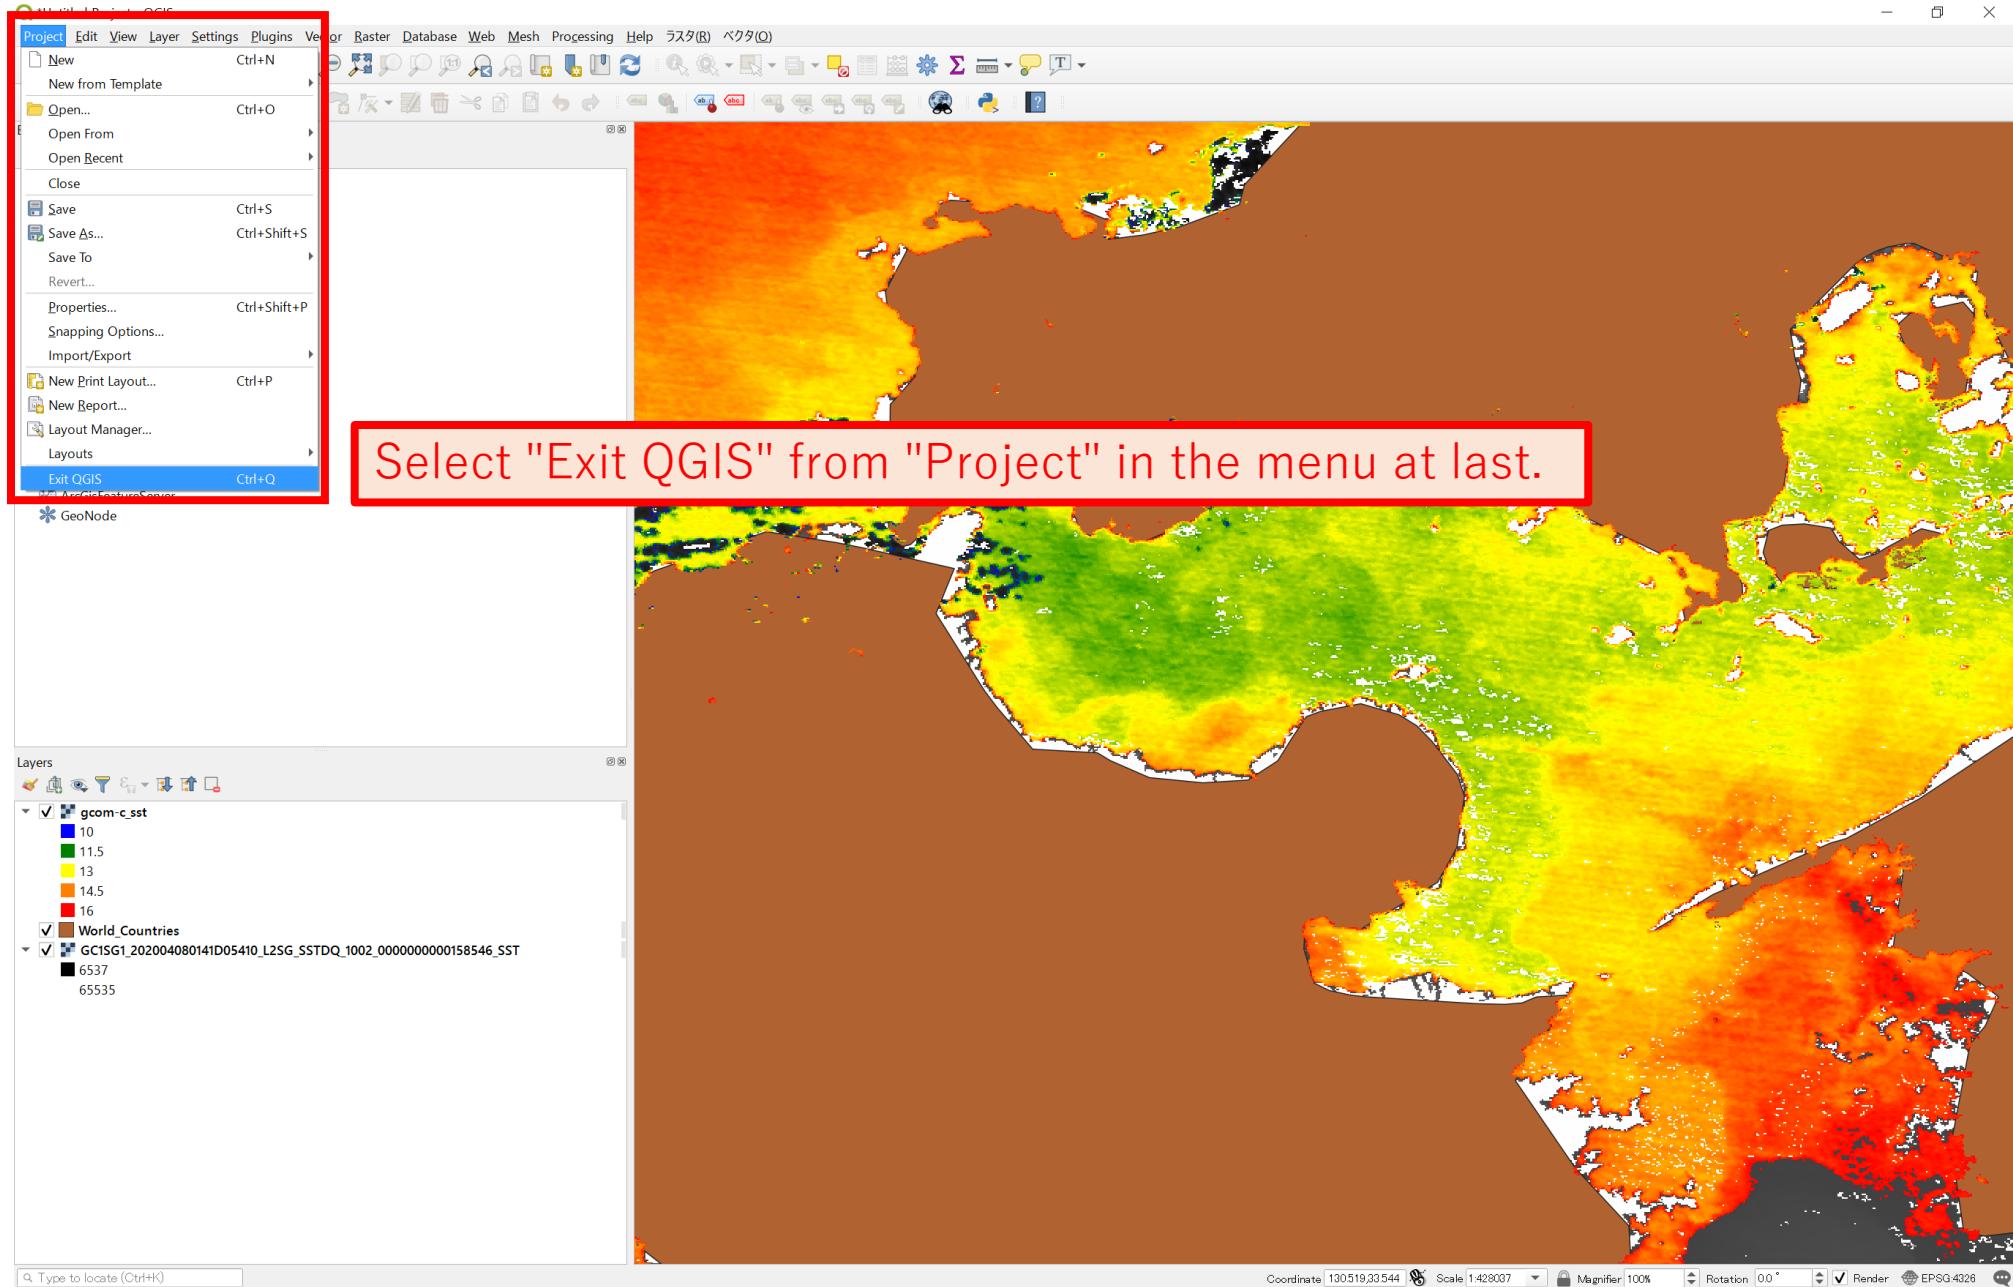 *Untitled Project - QGIS
Project Edit View Layer Settings Plugins Vector Raster Database Web Mesh Processing Help ラスタ(R) ベクタ(O)
New Ctrl+N
New from Template
Open... Ctrl+O
Open From
Open Recent
Close
Save Ctrl+S
Save As... Ctrl+Shift+S
Save To
Revert...
Properties... Ctrl+Shift+P
Snapping Options...
Import/Export
New Print Layout... Ctrl+P
New Report...
Layout Manager...
Layouts
Exit QGIS Ctrl+Q
ArcGisFeatureServer
GeoNode
Select "Exit QGIS" from "Project" in the menu at last.
Layers
gcom-c_sst
10
11.5
13
14.5
16
World_Countries
GC1SG1_202004080141D05410_L2SG_SSTDQ_1002_0000000000158546_SST
6537
65535
Type to locate (Ctrl+K)
Coordinate 130.519,33.544 Scale 1:428037 Magnifier 100% Rotation 0.0 ° Render EPSG:4326